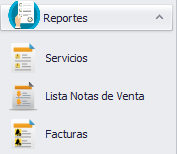 Reportes
Servicios
Lista Notas de Venta
Facturas